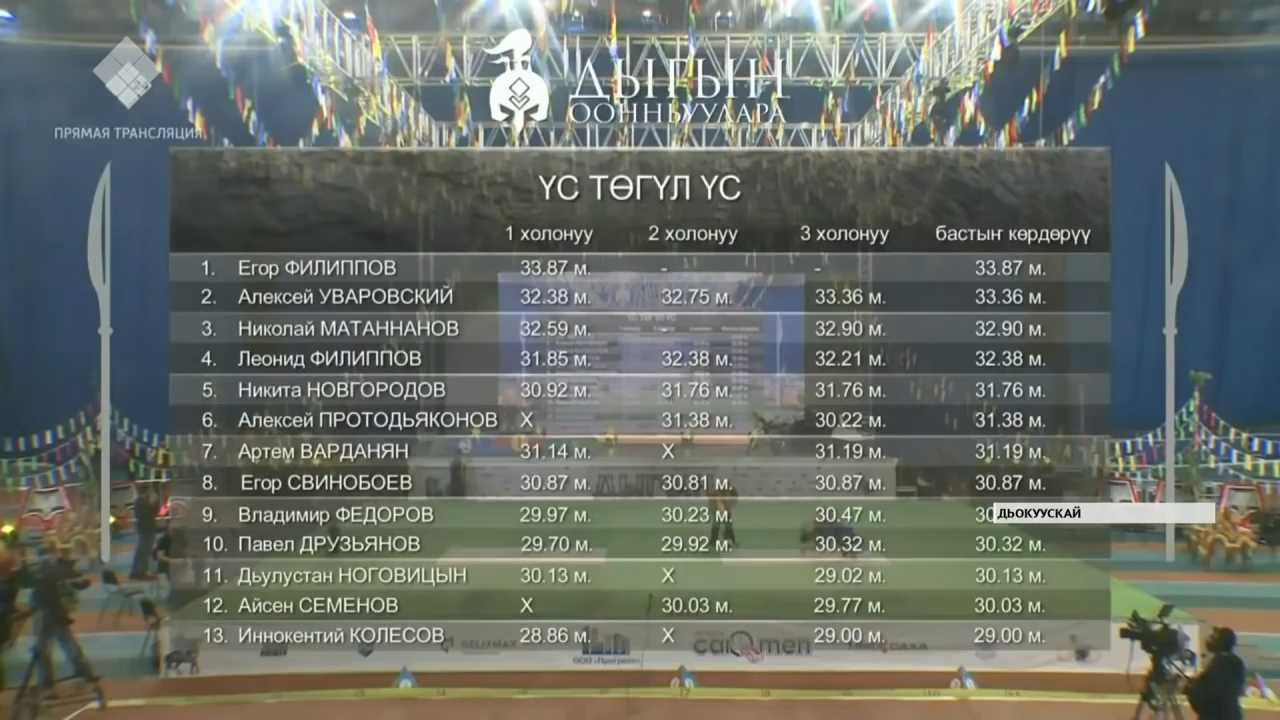 ДЫГЫН
ООННЬУУЛАРА
ПРЯМАЯ ТРАНСЛЯЦИЯ
ҮС ТӨГҮЛ ҮС
1 холонуу 2 холонуу 3 холонуу бастыҥ көрдөрүү
1. Егор ФИЛИППОВ 33.87 м. - - 33.87 м.
2. Алексей УВАРОВСКИЙ 32.38 м. 32.75 м. 33.36 м. 33.36 м.
3. Николай МАТАННАНОВ 32.59 м. - 32.90 м. 32.90 м.
4. Леонид ФИЛИППОВ 31.85 м. 32.38 м. 32.21 м. 32.38 м.
5. Никита НОВГОРОДОВ 30.92 м. 31.76 м. 31.76 м. 31.76 м.
6. Алексей ПРОТОДЬЯКОНОВ Х 31.38 м. 30.22 м. 31.38 м.
7. Артем ВАРДАНЯН 31.14 м. Х 31.19 м. 31.19 м.
8. Егор СВИНОБОЕВ 30.87 м. 30.81 м. 30.87 м. 30.87 м.
9. Владимир ФЕДОРОВ 29.97 м. 30.23 м. 30.47 м. 30
ДЬОКУУСКАЙ
10. Павел ДРУЗЬЯНОВ 29.70 м. 29.92 м. 30.32 м. 30.32 м.
11. Дьулустан НОГОВИЦЫН 30.13 м. Х 29.02 м. 30.13 м.
12. Айсен СЕМЕНОВ Х 30.03 м. 29.77 м. 30.03 м.
13. Иннокентий КОЛЕСОВ 28.86 м. Х 29.00 м. 29.00 м.
carQmen